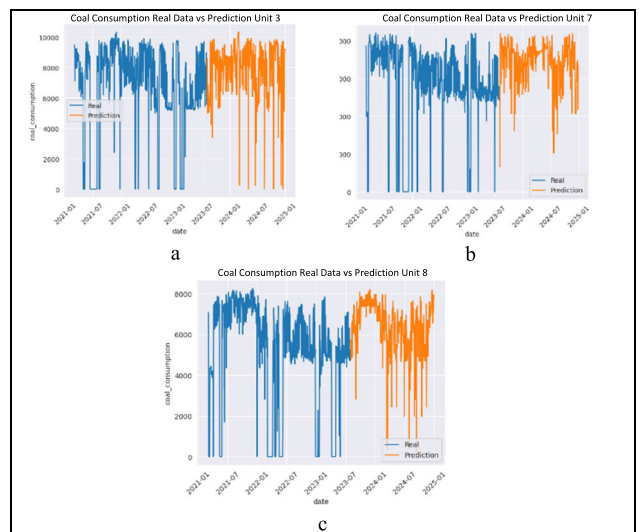 Coal Consumption Real Data vs Prediction Unit 3
10000
8000
6000
4000
2000
0
coal_consumption
Real
Prediction
2021-01
2021-07
2022-01
2022-07
2023-01
2023-07
2024-01
2024-07
2025-01
date
a
Coal Consumption Real Data vs Prediction Unit 7
000
000
000
000
0
Real
Prediction
2021-01
2021-07
2022-01
2022-07
2023-01
2023-07
2024-01
2024-07
2025-01
date
b
Coal Consumption Real Data vs Prediction Unit 8
8000
6000
4000
2000
0
coal_consumption
Real
Prediction
2021-01
2021-07
2022-01
2022-07
2023-01
2023-07
2024-01
2024-07
2025-01
date
c